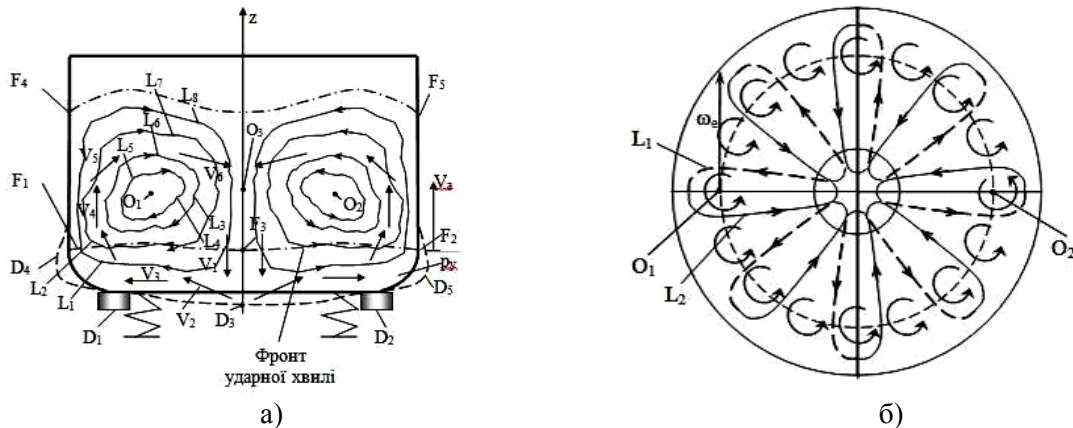 z
F4
F5
L7
L8
L6
O3
V5
L5
V6
F1
O1
O2
Va
V4
L3
L4
F3
F2
D4
V1
pу
V3
L2
L1
D5
V2
D3
D1
D2
Фронт
ударної хвилі
а)
ωe
L1
O1
L2
O2
б)